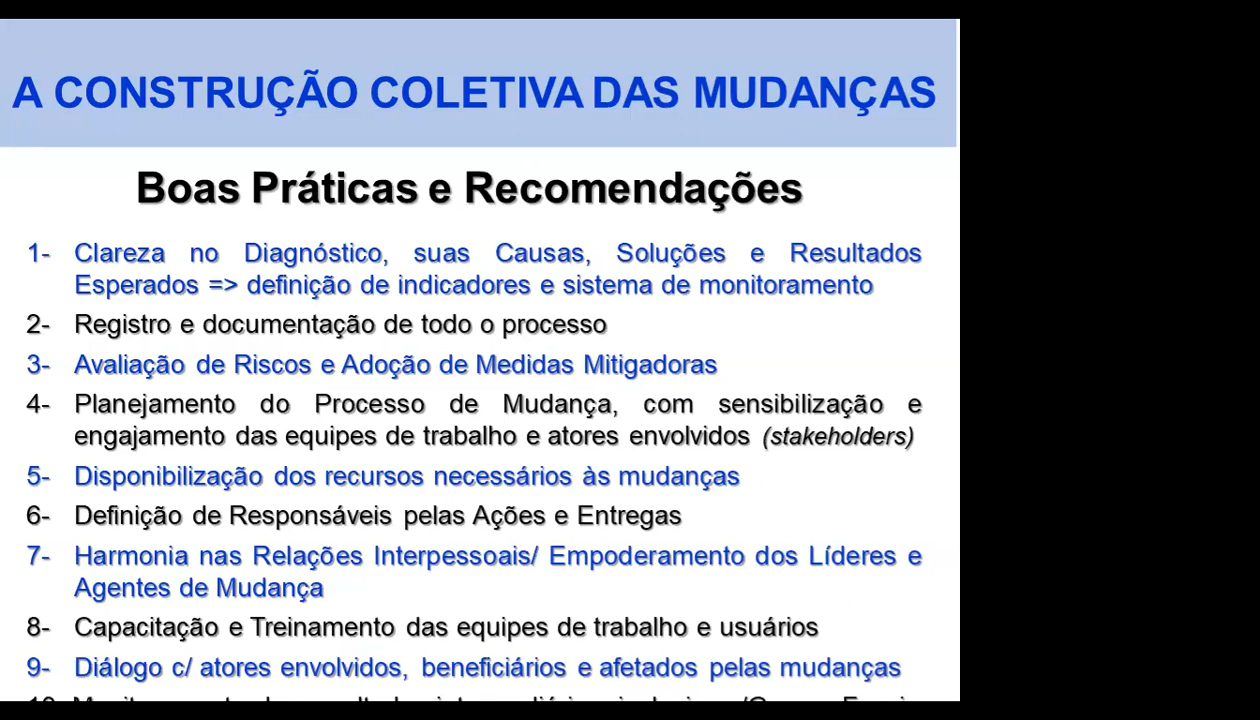 A CONSTRUÇÃO COLETIVA DAS MUDANÇAS
Boas Práticas e Recomendações
1- Clareza no Diagnóstico, suas Causas, Soluções e Resultados
Esperados => definição de indicadores e sistema de monitoramento
2- Registro e documentação de todo o processo
3- Avaliação de Riscos e Adoção de Medidas Mitigadoras
4- Planejamento do Processo de Mudança, com sensibilização e
engajamento das equipes de trabalho e atores envolvidos (stakeholders)
5- Disponibilização dos recursos necessários às mudanças
6- Definição de Responsáveis pelas Ações e Entregas
7- Harmonia nas Relações Interpessoais/ Empoderamento dos Líderes e
Agentes de Mudança
8- Capacitação e Treinamento das equipes de trabalho e usuários
9- Diálogo c/ atores envolvidos, beneficiários e afetados pelas mudanças